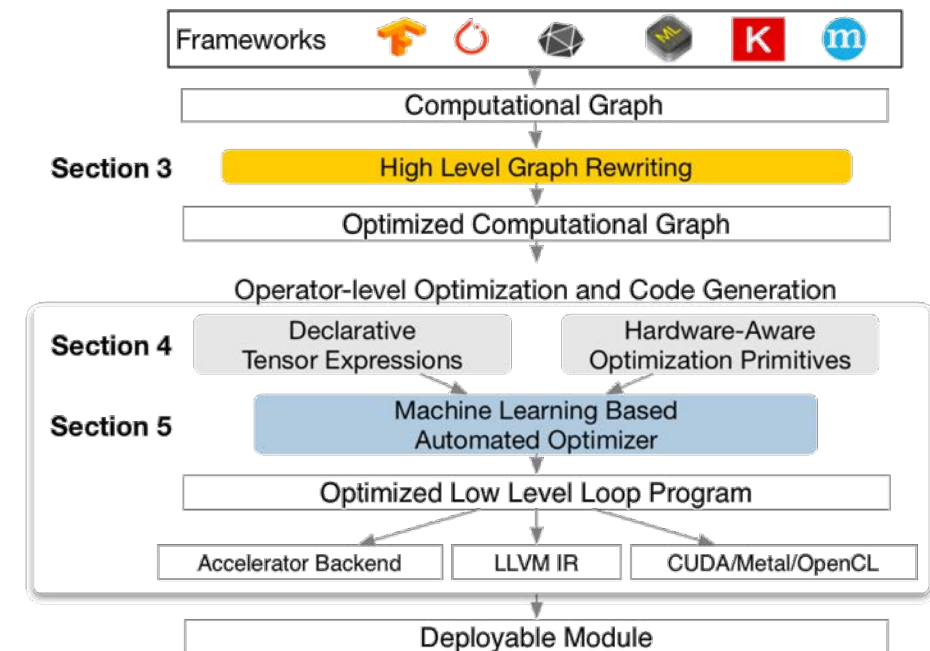 Frameworks
ML
K
m
Computational Graph
Section 3
High Level Graph Rewriting
Optimized Computational Graph
Operator-level Optimization and Code Generation
Section 4
Declarative
Tensor Expressions
Hardware-Aware
Optimization Primitives
Section 5
Machine Learning Based
Automated Optimizer
Optimized Low Level Loop Program
Accelerator Backend
LLVM IR
CUDA/Metal/OpenCL
Deployable Module